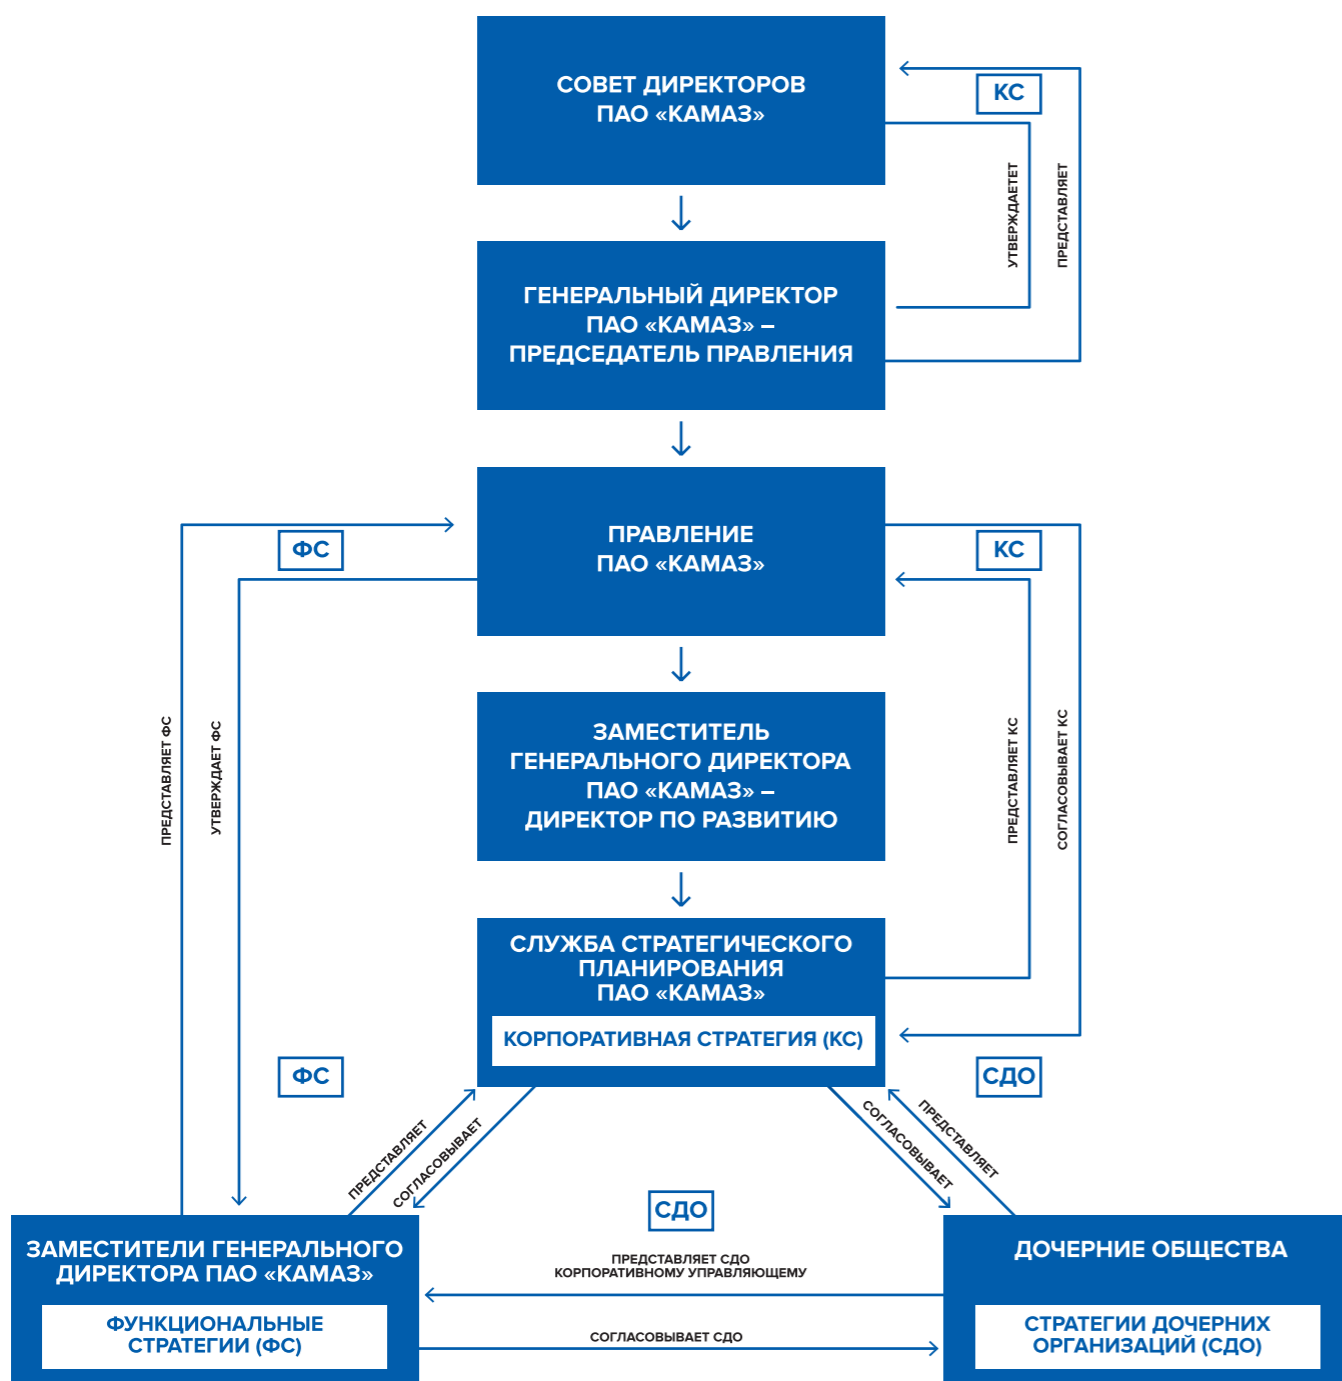 СОВЕТ ДИРЕКТОРОВ
ПАО «КАМАЗ»
КС
УТВЕРЖДАЕТЕТ
ПРЕДСТАВЛЯЕТ
ГЕНЕРАЛЬНЫЙ ДИРЕКТОР
ПАО «КАМАЗ» –
ПРЕДСЕДАТЕЛЬ ПРАВЛЕНИЯ
ФС
ПРАВЛЕНИЕ
ПАО «КАМАЗ»
КС
ПРЕДСТАВЛЯЕТ ФС
УТВЕРЖДАЕТ ФС
ЗАМЕСТИТЕЛЬ
ГЕНЕРАЛЬНОГО ДИРЕКТОРА
ПАО «КАМАЗ» –
ДИРЕКТОР ПО РАЗВИТИЮ
ПРЕДСТАВЛЯЕТ КС
СОГЛАСОВЫВАЕТ КС
СЛУЖБА СТРАТЕГИЧЕСКОГО
ПЛАНИРОВАНИЯ
ПАО «КАМАЗ»
КОРПОРАТИВНАЯ СТРАТЕГИЯ (КС)
ФС
СДО
ПРЕДСТАВЛЯЕТ
СОГЛАСОВЫВАЕТ
СОГЛАСОВЫВАЕТ
ПРЕДСТАВЛЯЕТ
СДО
ЗАМЕСТИТЕЛИ ГЕНЕРАЛЬНОГО
ДИРЕКТОРА ПАО «КАМАЗ»
ФУНКЦИОНАЛЬНЫЕ
СТРАТЕГИИ (ФС)
ПРЕДСТАВЛЯЕТ СДО
КОРПОРАТИВНОМУ УПРАВЛЯЮЩЕМУ
СОГЛАСОВЫВАЕТ СДО
ДОЧЕРНИЕ ОБЩЕСТВА
СТРАТЕГИИ ДОЧЕРНИХ
ОРГАНИЗАЦИЙ (СДО)